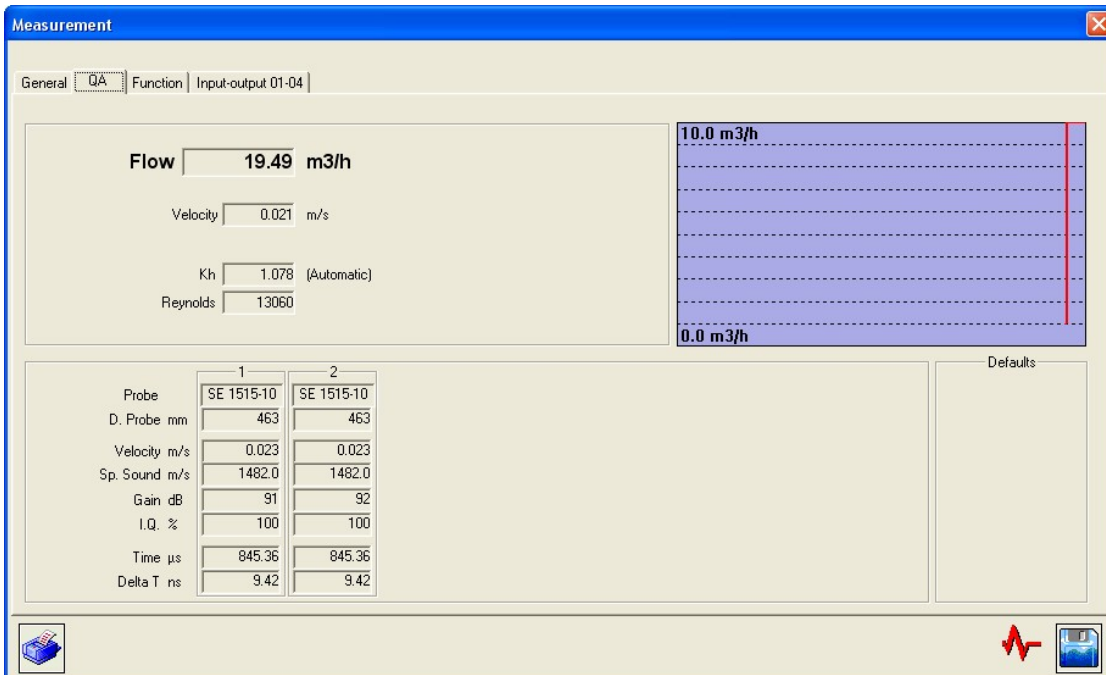 Measurement
General QA Function Input-output 01-04
Flow 19.49 m3/h
Velocity 0.021 m/s
Kh 1.078 (Automatic)
Reynolds 13060
10.0 m3/h
0.0 m3/h
1 2
Probe SE 1515-10 SE 1515-10
D. Probe mm 463 463
Velocity m/s 0.023 0.023
Sp. Sound m/s 1482.0 1482.0
Gain dB 91 92
I.Q. % 100 100
Time µs 845.36 845.36
Delta T ns 9.42 9.42
Defaults